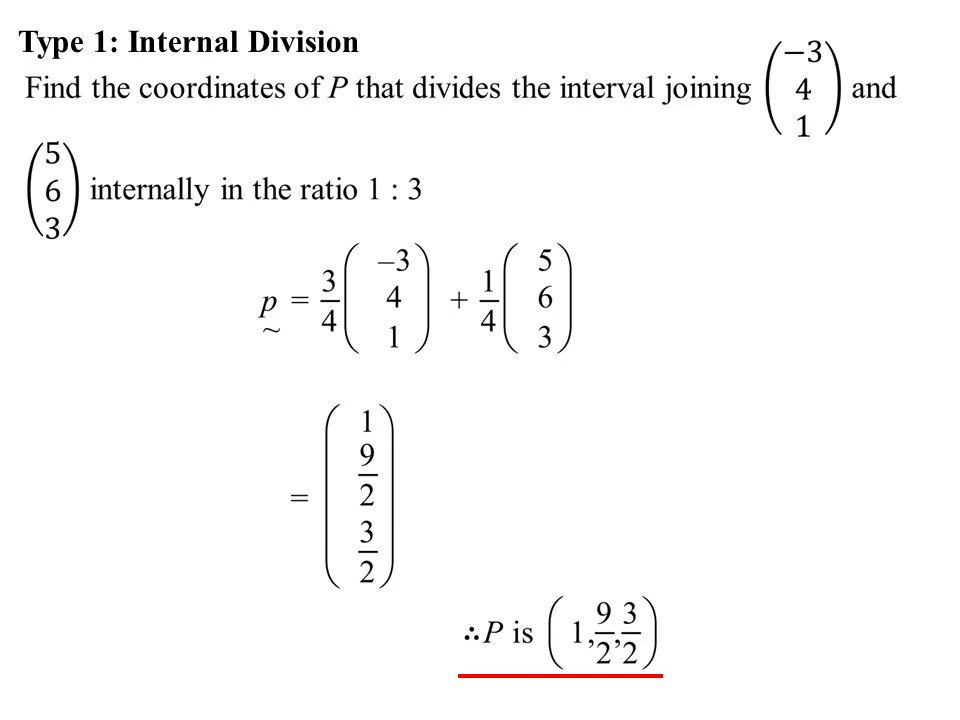 Type 1: Internal Division
Find the coordinates of P that divides the interval joining (−3 4 1) and
(5 6 3) internally in the ratio 1 : 3
p̰ = 3/4 (–3 4 1) + 1/4 (5 6 3)
= (1 9/2 3/2)
∴P is (1, 9/2, 3/2)